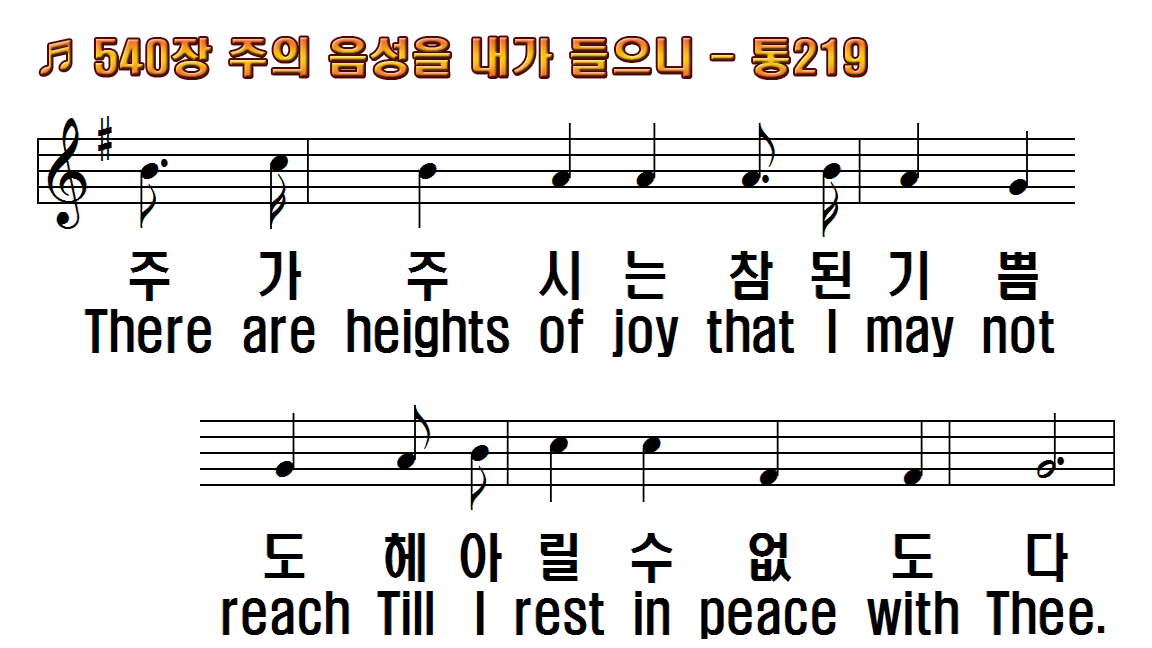 ♬ 540장 주의 음성을 내가 들으니 - 통219
주 가 주 시 는 참 된 기 쁨
There are heights of joy that I may not
도 헤 아 릴 수 없 도 다
reach Till I rest in peace with Thee.